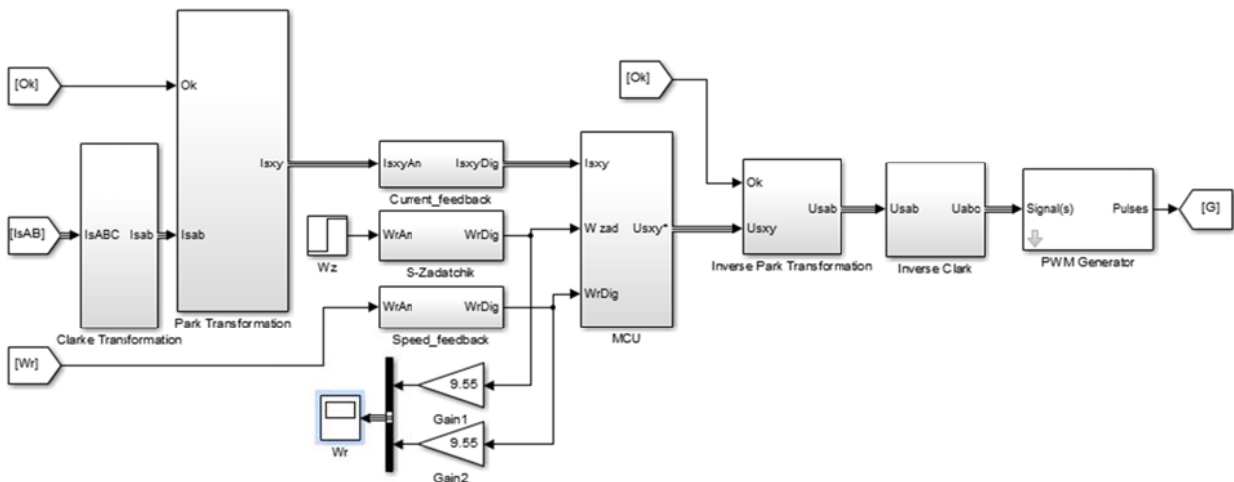 [Ok]
Ok
Isxy
Isab
Park Transformation
[IsAB]
IsABC
Isab
Clarke Transformation
[Wr]
IsxyAn
IsxyDig
Current_feedback
Wz
WrAn
WrDig
S-Zadatchik
WrAn
WrDig
Speed_feedback
9.55
Gain1
9.55
Gain2
Wr
Isxy
W zad
WrDig
Usxy*
MCU
[Ok]
Ok
Usxy
Usab
Inverse Park Transformation
Usab
Uabc
Inverse Clark
Signal(s)
Pulses
PWM Generator
[G]